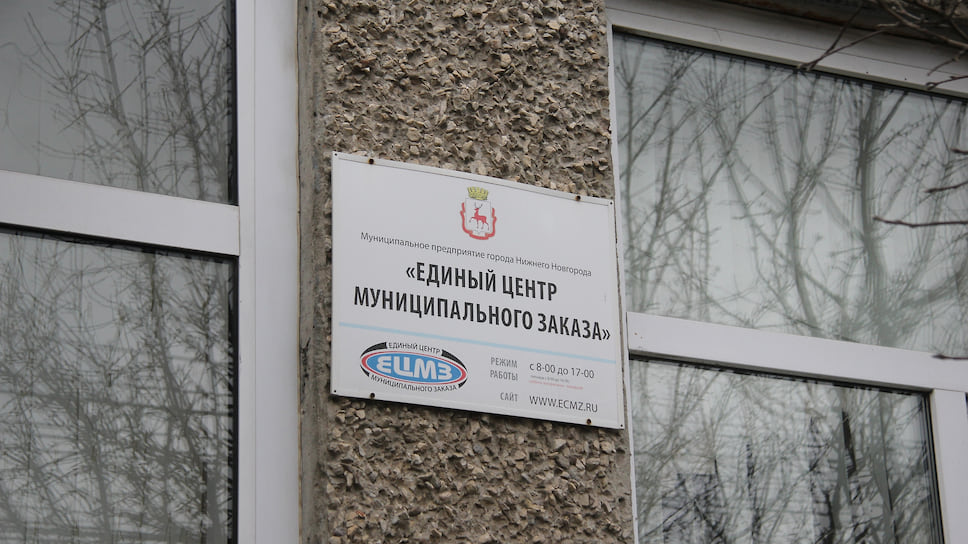 Муниципальное предприятие города Нижнего Новгорода
«ЕДИНЫЙ ЦЕНТР
МУНИЦИПАЛЬНОГО ЗАКАЗА»
ЕДИНЫЙ ЦЕНТР
ЕЦМЗ
МУНИЦИПАЛЬНОГО ЗАКАЗА
РЕЖИМ
РАБОТЫ
с 8-00 до 17-00
САЙТ
WWW.ECMZ.RU